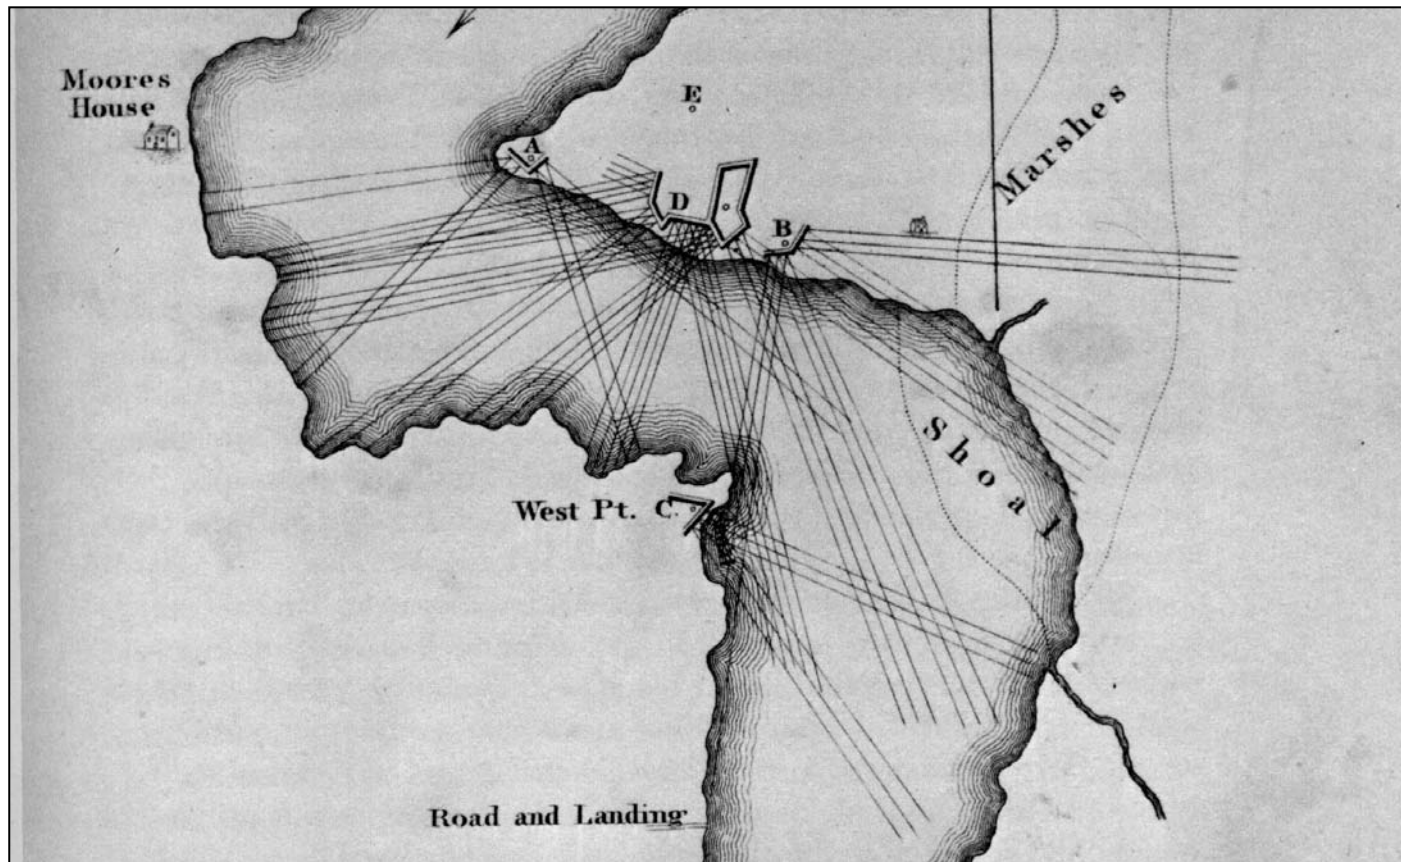 Moores
House
A
E
D
B
Marshes
Shoal
West Pt. C.
Road and Landing